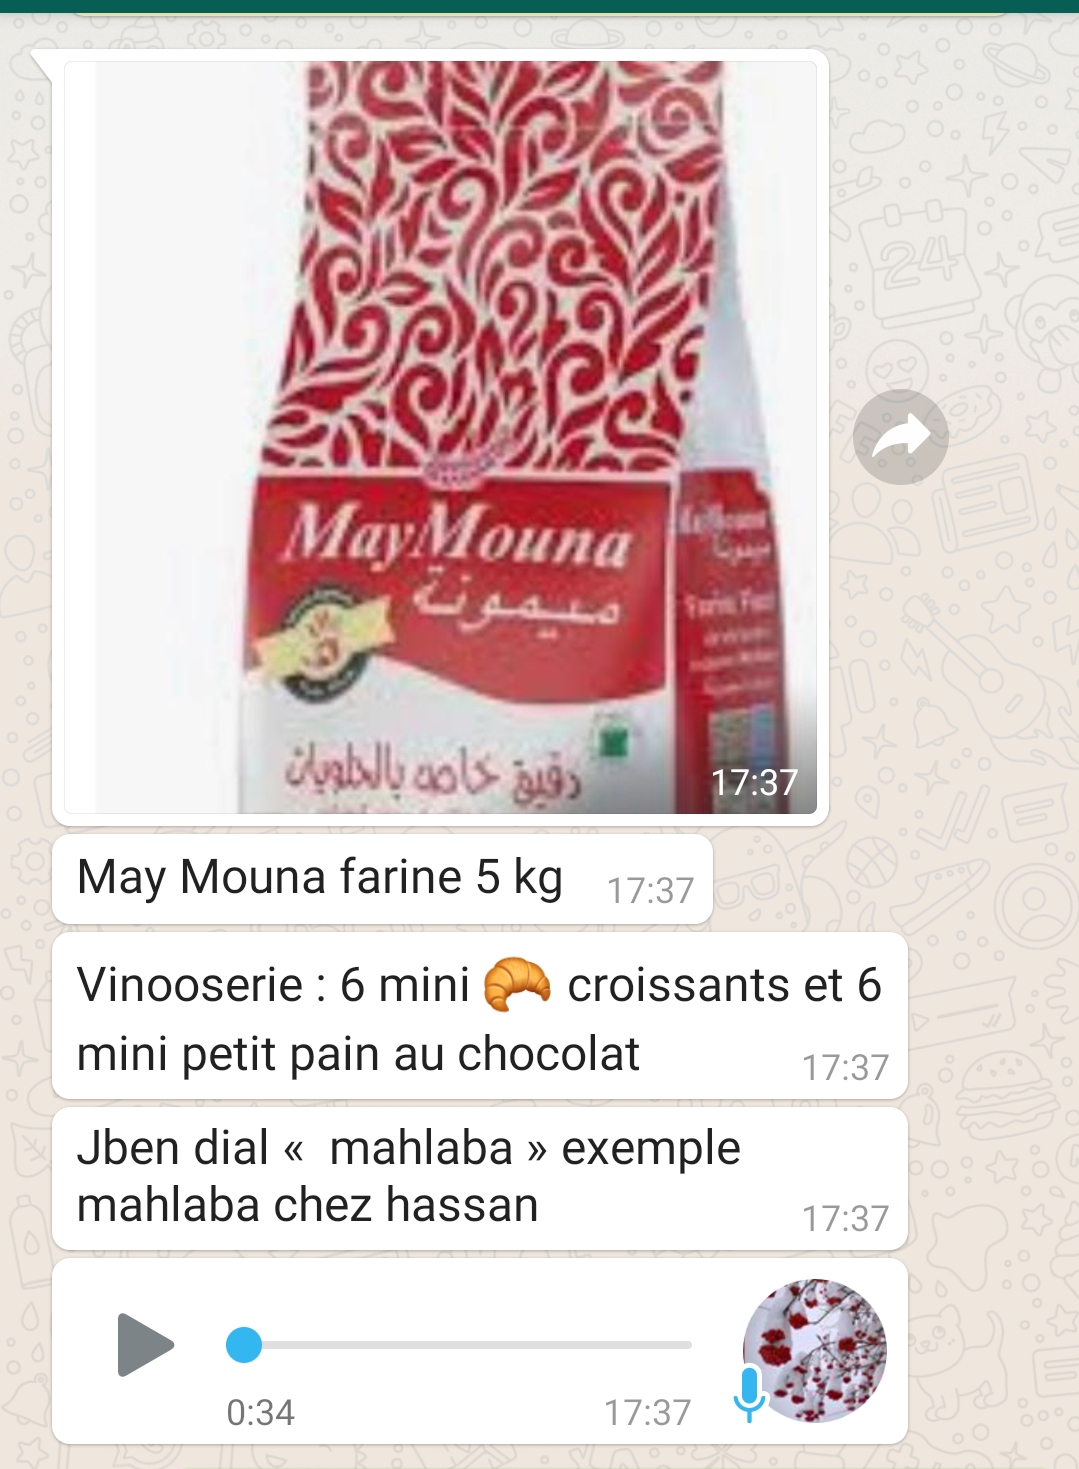 MayMouna
ميمونة
دقيق خاص بالحلويات
17:37
May Mouna farine 5 kg 17:37
Vinooserie : 6 mini 🥐 croissants et 6
mini petit pain au chocolat 17:37
Jben dial « mahlaba » exemple
mahlaba chez hassan 17:37
0:34 17:37